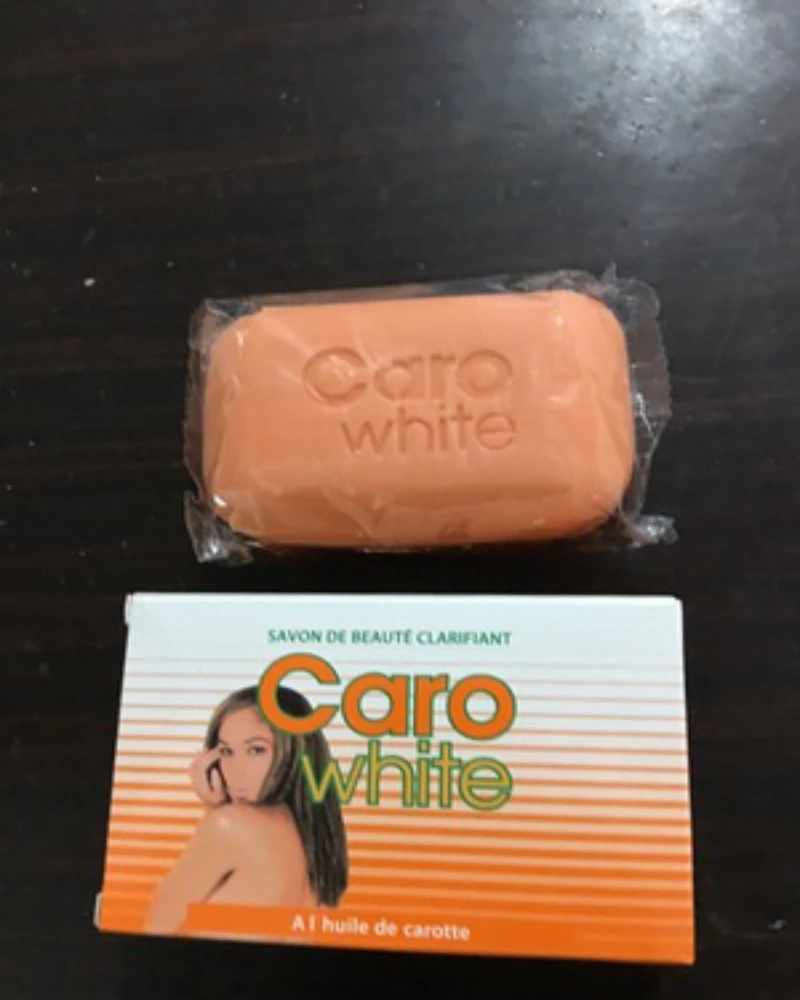 Caro
white
SAVON DE BEAUTÉ CLARIFIANT
Caro
white
A l huile de carotte